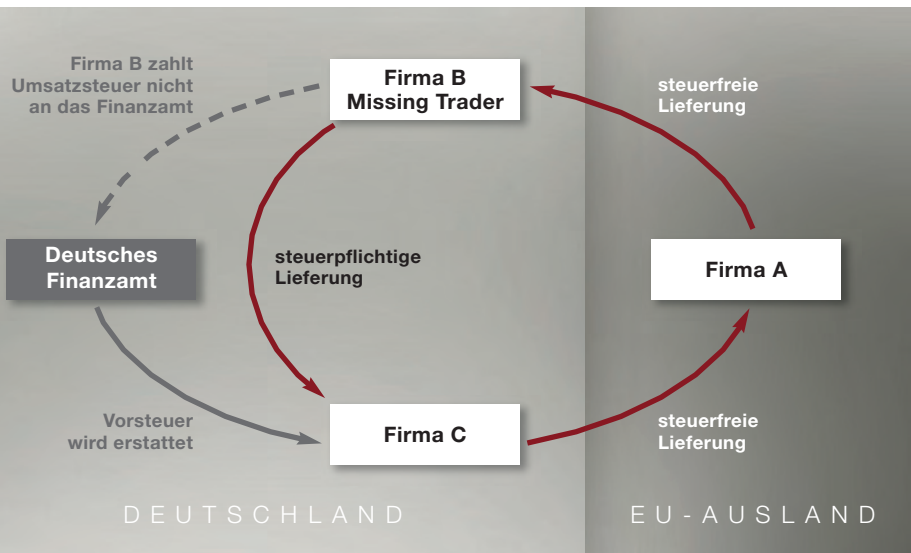 Firma B zahlt
Umsatzsteuer nicht
an das Finanzamt
Firma B
Missing Trader
steuerfreie
Lieferung
Deutsches
Finanzamt
steuerpflichtige
Lieferung
Firma A
Vorsteuer
wird erstattet
Firma C
steuerfreie
Lieferung
DEUTSCHLAND
EU-AUSLAND